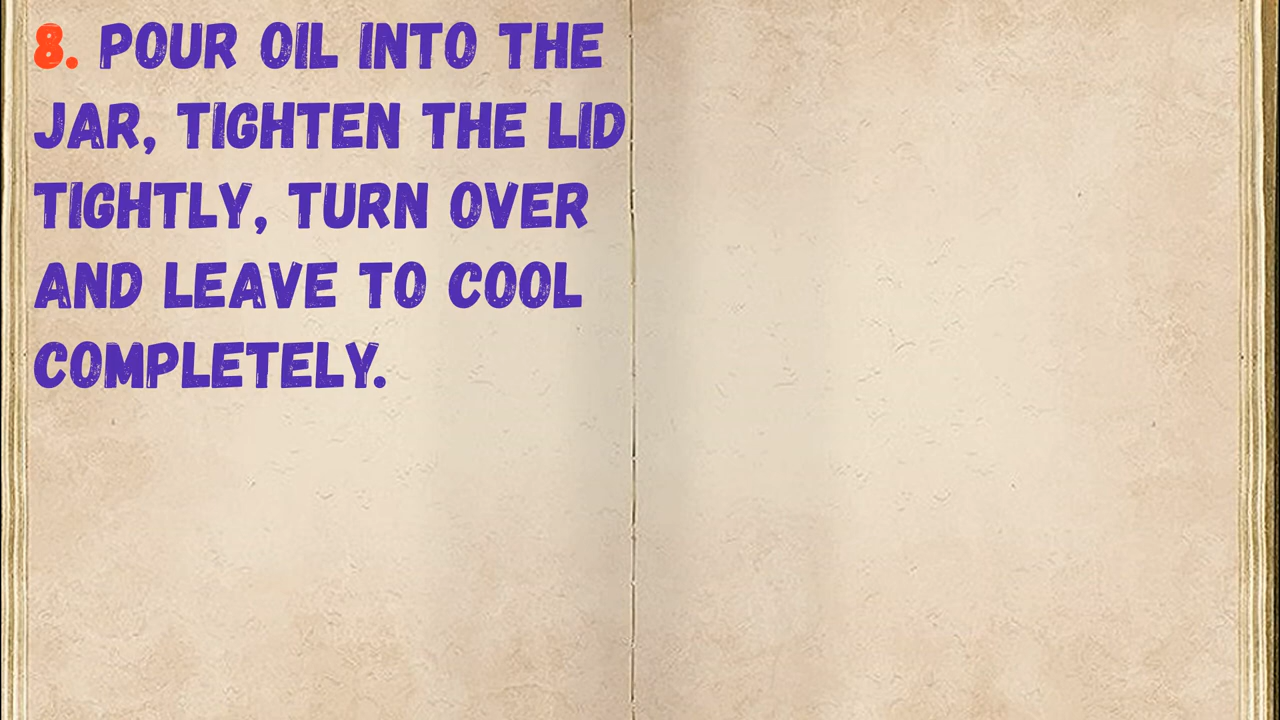 8. POUR OIL INTO THE
JAR, TIGHTEN THE LID
TIGHTLY, TURN OVER
AND LEAVE TO COOL
COMPLETELY.